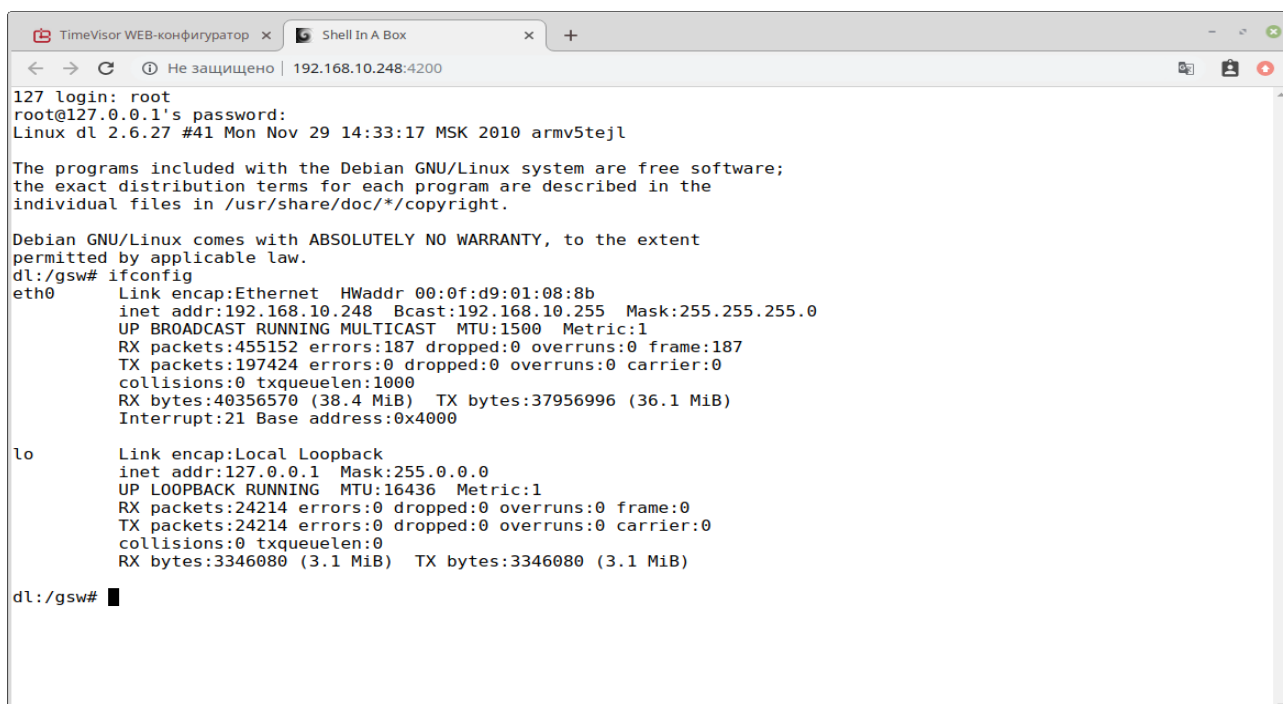 TimeVisor WEB-конфигуратор
Shell In A Box
Не защищено | 192.168.10.248:4200
127 login: root
root@127.0.0.1's password:
Linux dl 2.6.27 #41 Mon Nov 29 14:33:17 MSK 2010 armv5tejl
The programs included with the Debian GNU/Linux system are free software;
the exact distribution terms for each program are described in the
individual files in /usr/share/doc/*/copyright.
Debian GNU/Linux comes with ABSOLUTELY NO WARRANTY, to the extent
permitted by applicable law.
dl:/gsw# ifconfig
eth0      Link encap:Ethernet  HWaddr 00:0f:d9:01:08:8b
          inet addr:192.168.10.248  Bcast:192.168.10.255  Mask:255.255.255.0
          UP BROADCAST RUNNING MULTICAST  MTU:1500  Metric:1
          RX packets:455152 errors:187 dropped:0 overruns:0 frame:187
          TX packets:197424 errors:0 dropped:0 overruns:0 carrier:0
          collisions:0 txqueuelen:1000
          RX bytes:40356570 (38.4 MiB)  TX bytes:37956996 (36.1 MiB)
          Interrupt:21 Base address:0x4000
lo        Link encap:Local Loopback
          inet addr:127.0.0.1  Mask:255.0.0.0
          UP LOOPBACK RUNNING  MTU:16436  Metric:1
          RX packets:24214 errors:0 dropped:0 overruns:0 frame:0
          TX packets:24214 errors:0 dropped:0 overruns:0 carrier:0
          collisions:0 txqueuelen:0
          RX bytes:3346080 (3.1 MiB)  TX bytes:3346080 (3.1 MiB)
dl:/gsw#